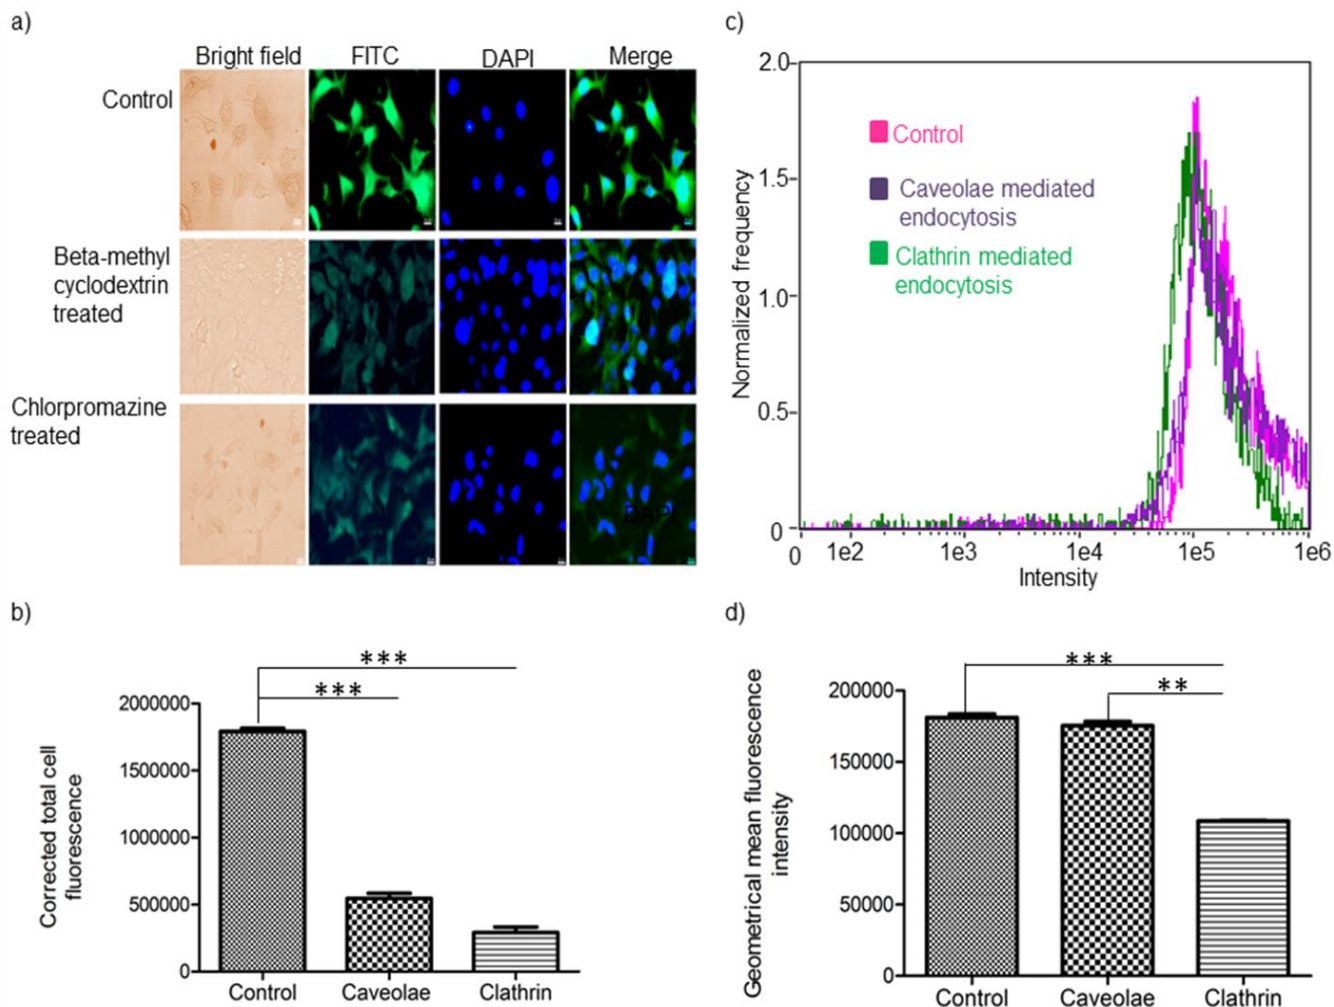 a)
Bright field FITC DAPI Merge
Control
Beta-methyl
cyclodextrin
treated
Chlorpromazine
treated
DAPI
c)
2.0
1.5
1.0
0.5
0
Normalized frequency
Control
Caveolae mediated
endocytosis
Clathrin mediated
endocytosis
0 1e2 1e3 1e4 1e5 1e6
Intensity
b)
***
***
2000000
1500000
1000000
500000
0
Corrected total cell
fluorescence
Control Caveolae Clathrin
d)
***
**
200000
150000
100000
50000
0
Geometrical mean fluorescence
intensity
Control Caveolae Clathrin